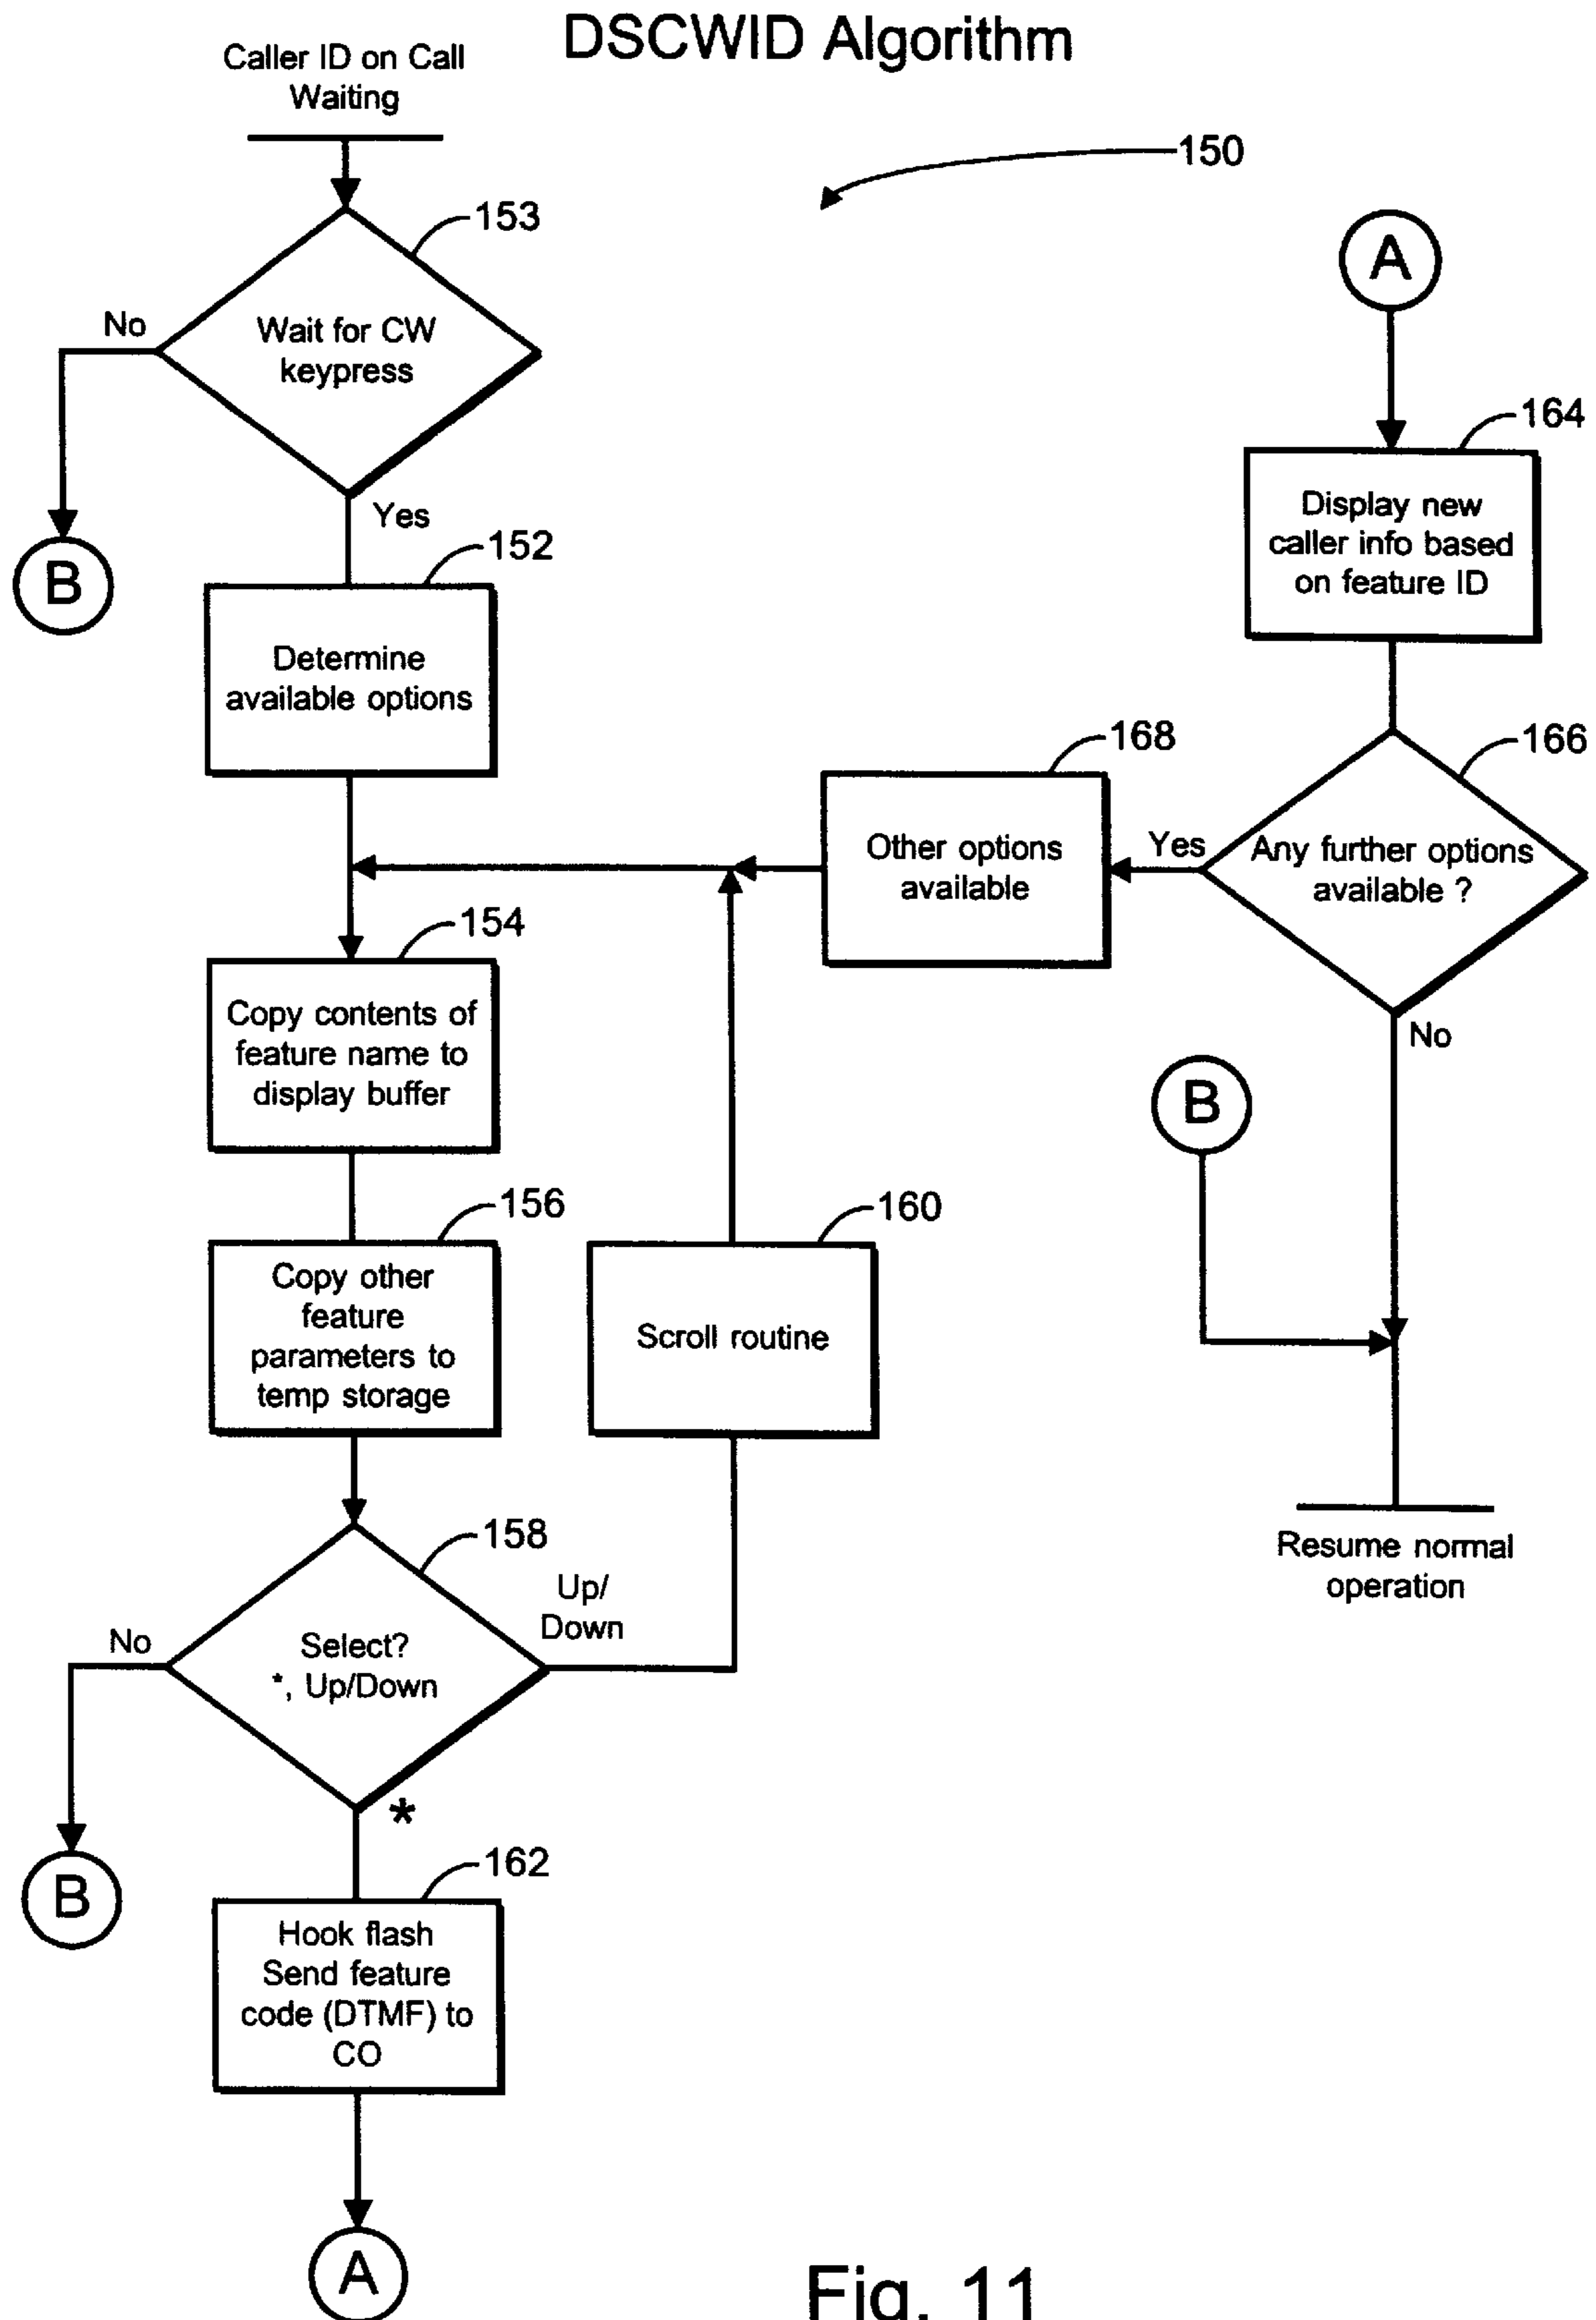 DSCWID Algorithm
Caller ID on Call
Waiting
150
153
Wait for CW
keypress
No
B
Yes
152
Determine
available options
154
Copy contents of
feature name to
display buffer
156
Copy other
feature
parameters to
temp storage
158
Select?
*, Up/Down
No
B
Up/
Down
160
Scroll routine
*
162
Hook flash
Send feature
code (DTMF) to
CO
A
A
164
Display new
caller info based
on feature ID
166
Any further options
available ?
Yes
168
Other options
available
No
B
Resume normal
operation
Fig. 11